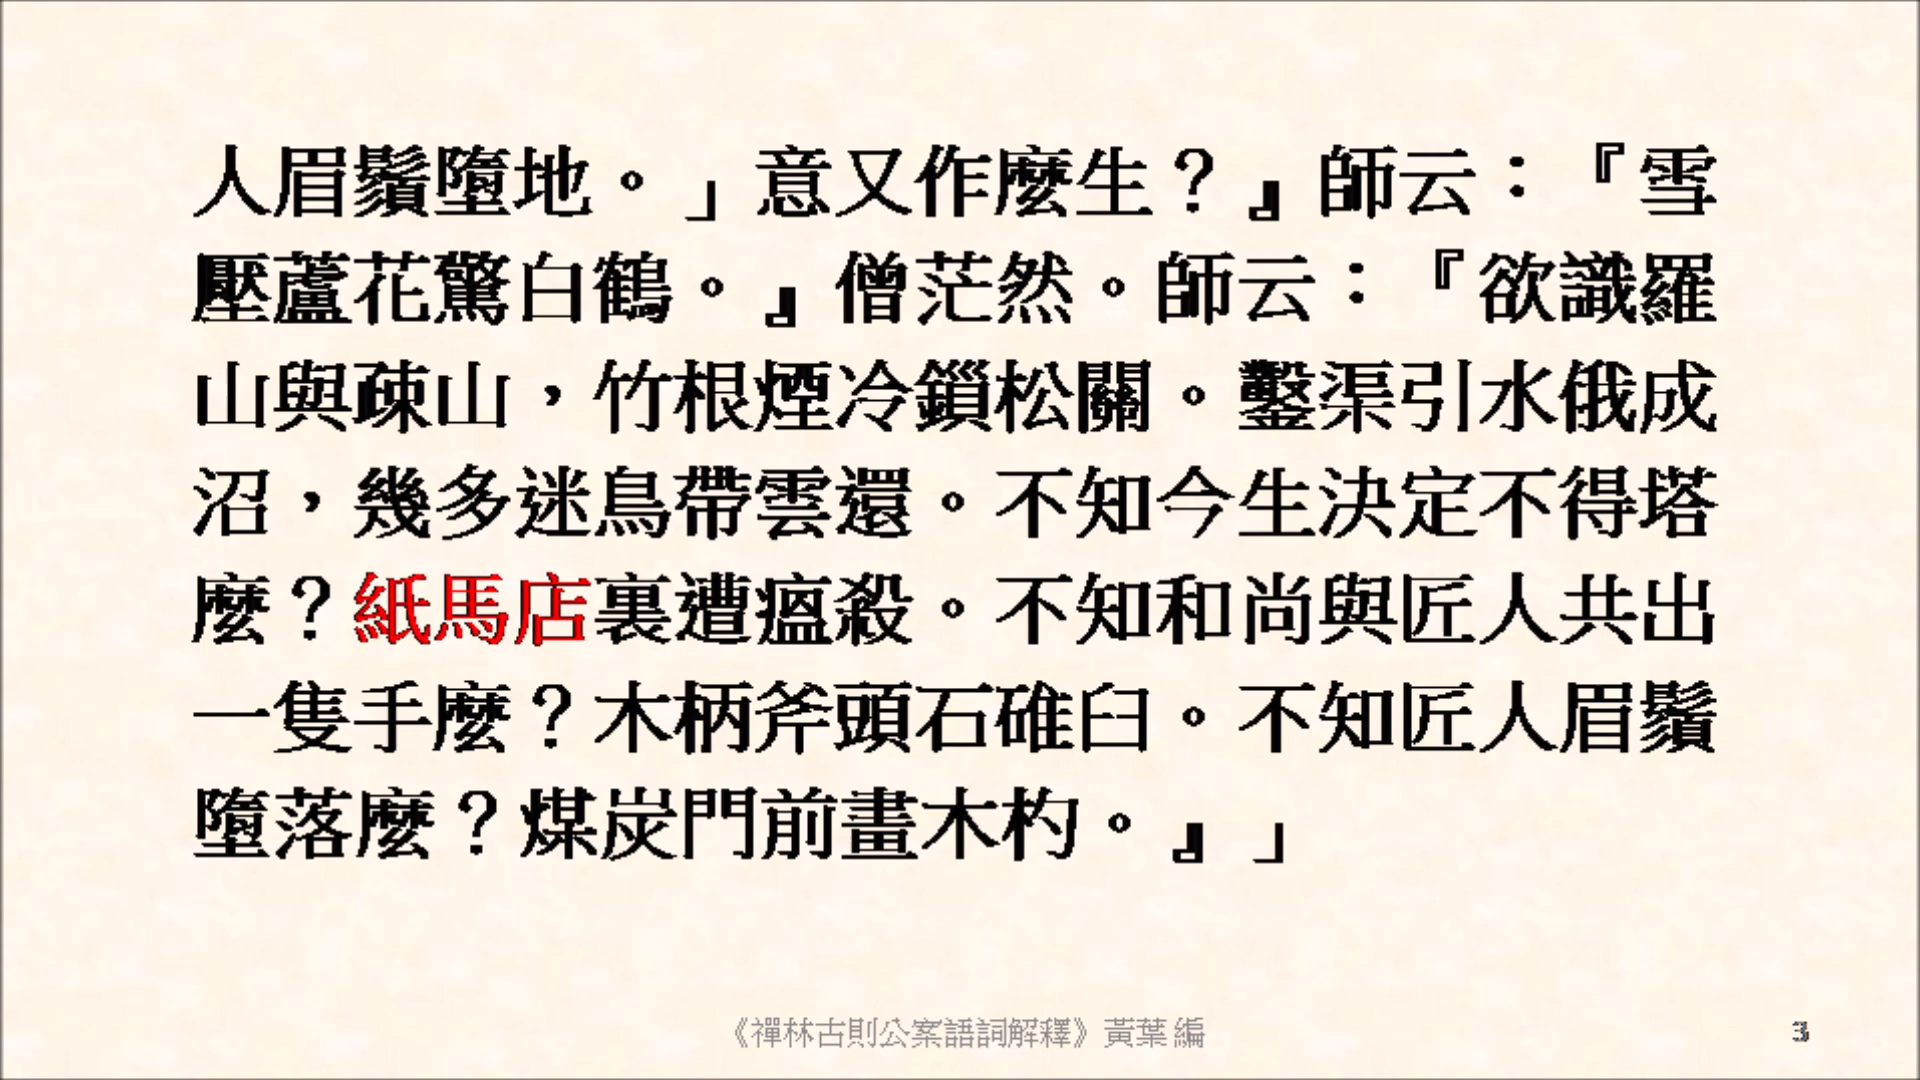 人眉鬚墮地。」意又作麼生？』師云：『雪
壓蘆花驚白鶴。』僧茫然。師云：『欲識羅
山與疎山，竹根煙冷鎖松關。鑿渠引水俄成
沼，幾多迷鳥帶雲還。不知今生決定不得塔
麼？紙馬店裏遭瘟殺。不知和尚與匠人共出
一隻手麼？木柄斧頭石碓臼。不知匠人眉鬚
墮落麼？煤炭門前畫木杓。』」
《禪林古則公案語詞解釋》黃葉 編
3